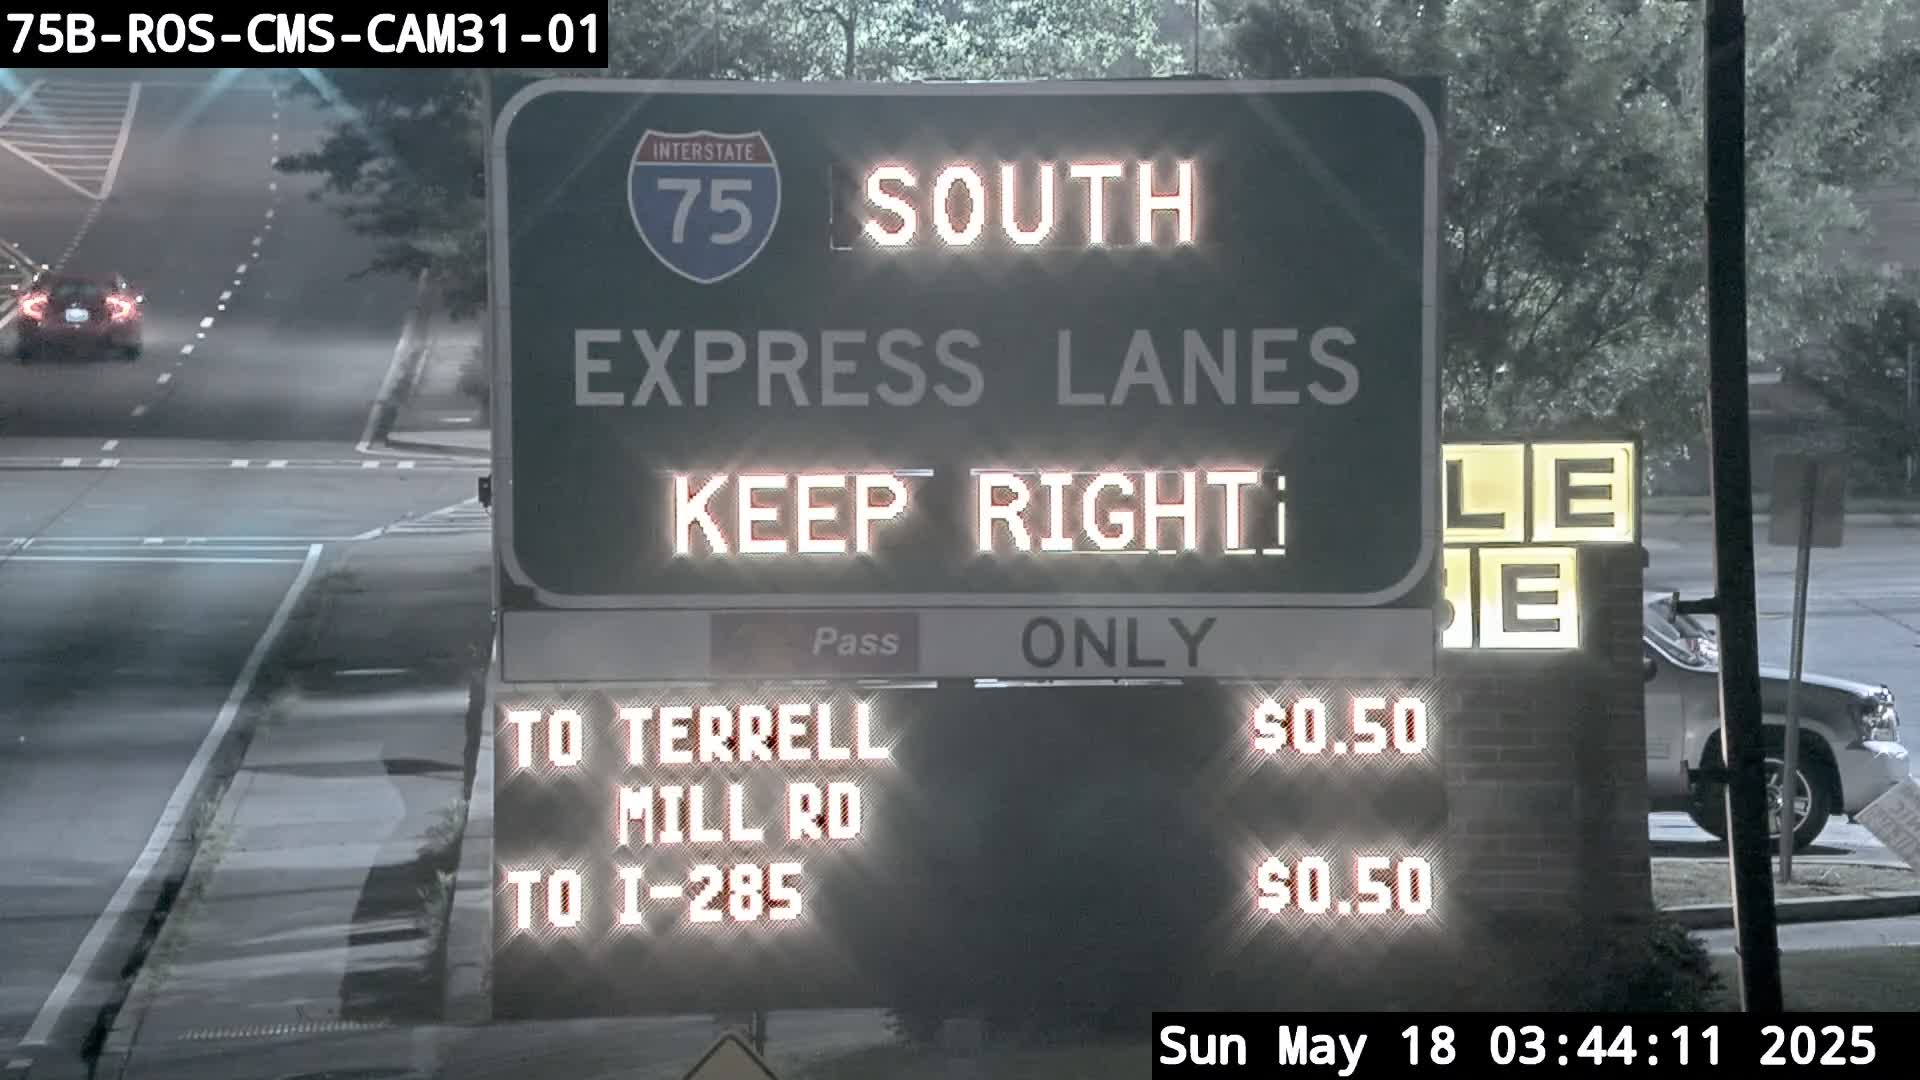 75B-ROS-CMS-CAM31-01
INTERSTATE
75
SOUTH
EXPRESS LANES
KEEP RIGHT
Pass ONLY
TO TERRELL $0.50
MILL RD
TO I-285 $0.50
LE
E
Sun May 18 03:44:11 2025